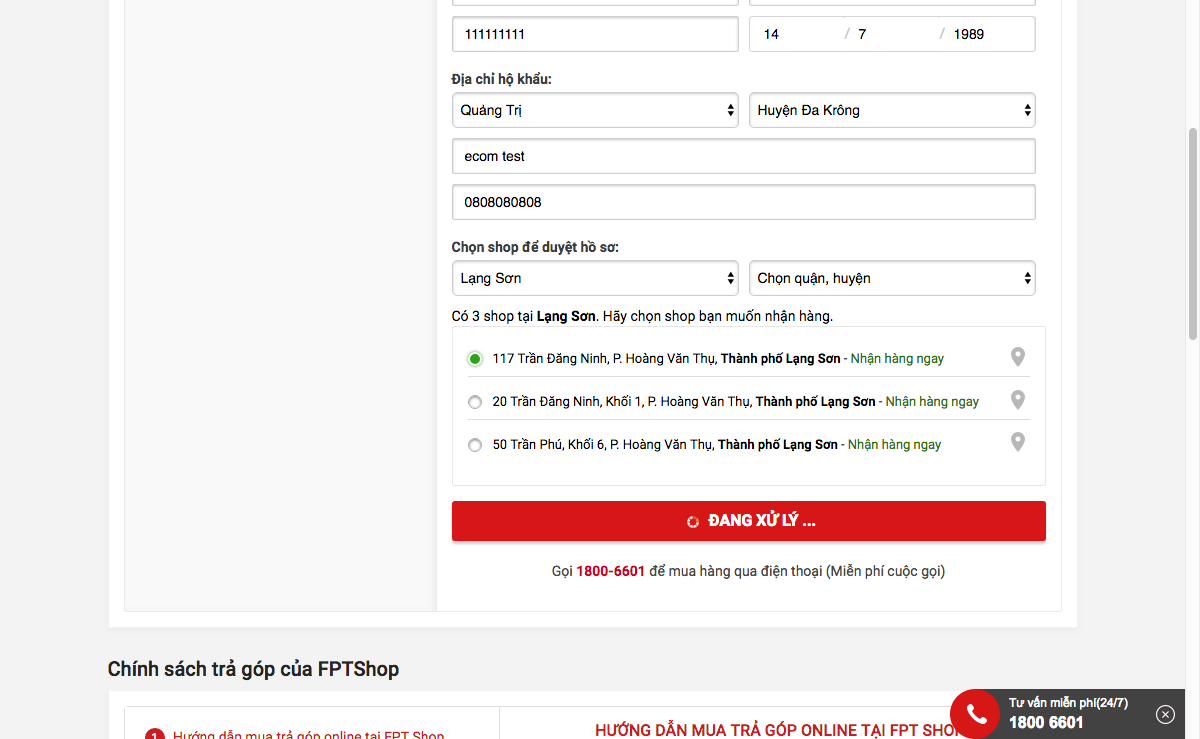 111111111
14 / 7 / 1989
Địa chỉ hộ khẩu:
Quảng Trị
Huyện Đa Krông
ecom test
0808080808
Chọn shop để duyệt hồ sơ:
Lạng Sơn
Chọn quận, huyện
Có 3 shop tại Lạng Sơn. Hãy chọn shop bạn muốn nhận hàng.
117 Trần Đăng Ninh, P. Hoàng Văn Thụ, Thành phố Lạng Sơn - Nhận hàng ngay
20 Trần Đăng Ninh, Khối 1, P. Hoàng Văn Thụ, Thành phố Lạng Sơn - Nhận hàng ngay
50 Trần Phú, Khối 6, P. Hoàng Văn Thụ, Thành phố Lạng Sơn - Nhận hàng ngay
ĐANG XỬ LÝ ...
Gọi 1800-6601 để mua hàng qua điện thoại (Miễn phí cuộc gọi)
Chính sách trả góp của FPTShop
1 Hướng dẫn mua trả góp online tại FPT Shop
HƯỚNG DẪN MUA TRẢ GÓP ONLINE TẠI FPT SHO
Tư vấn miễn phí(24/7)
1800 6601